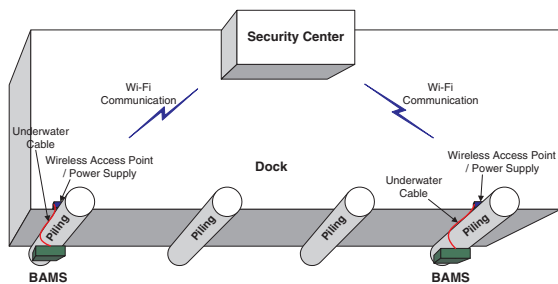 Security Center
Wi-Fi
Communication
Wi-Fi
Communication
Underwater
Cable
Wireless Access Point
/ Power Supply
Dock
Wireless Access Point
/ Power Supply
Underwater
Cable
Piling
Piling
Piling
Piling
BAMS
BAMS